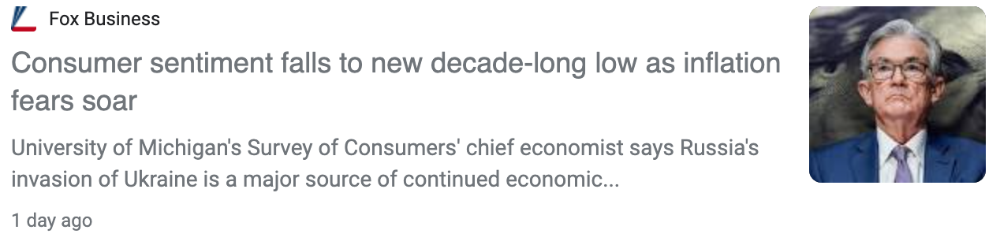 Fox Business
Consumer sentiment falls to new decade-long low as inflation
fears soar
University of Michigan's Survey of Consumers' chief economist says Russia's
invasion of Ukraine is a major source of continued economic...
1 day ago